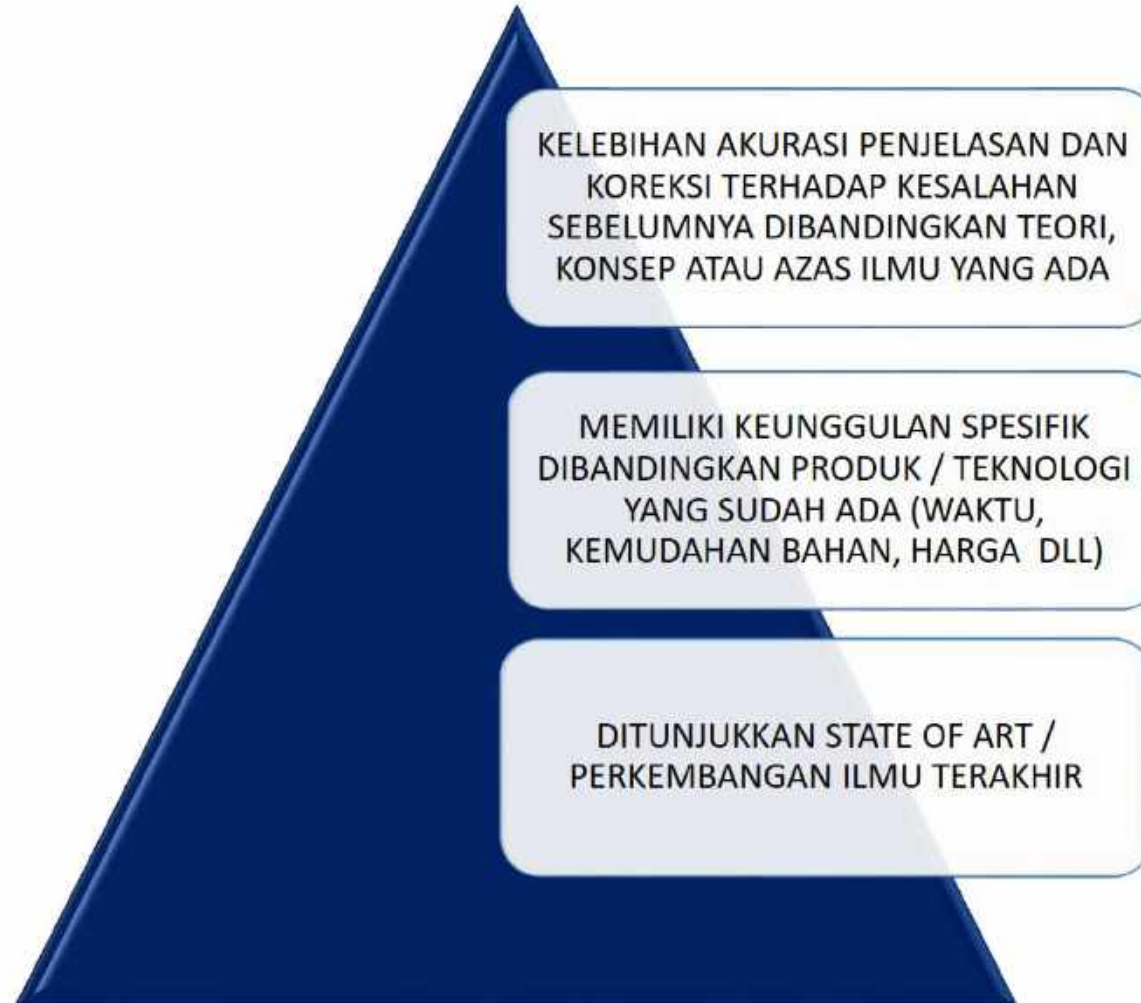 KELEBIHAN AKURASI PENJELASAN DAN
KOREKSI TERHADAP KESALAHAN
SEBELUMNYA DIBANDINGKAN TEORI,
KONSEP ATAU AZAS ILMU YANG ADA
MEMILIKI KEUNGGULAN SPESIFIK
DIBANDINGKAN PRODUK / TEKNOLOGI
YANG SUDAH ADA (WAKTU,
KEMUDAHAN BAHAN, HARGA DLL)
DITUNJUKKAN STATE OF ART /
PERKEMBANGAN ILMU TERAKHIR